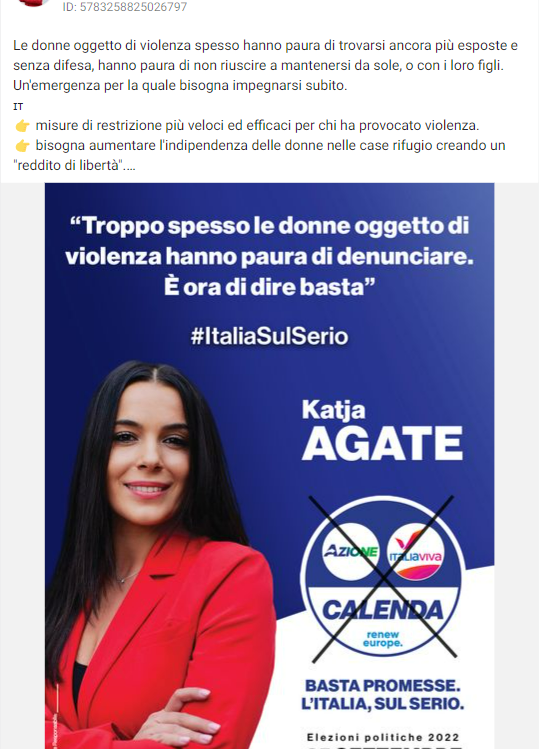 ID: 5783258825026797
Le donne oggetto di violenza spesso hanno paura di trovarsi ancora più esposte e
senza difesa, hanno paura di non riuscire a mantenersi da sole, o con i loro figli.
Un'emergenza per la quale bisogna impegnarsi subito.
IT
👉 misure di restrizione più veloci ed efficaci per chi ha provocato violenza.
👉 bisogna aumentare l'indipendenza delle donne nelle case rifugio creando un
"reddito di libertà"....
“Troppo spesso le donne oggetto di
violenza hanno paura di denunciare.
È ora di dire basta”
#ItaliaSulSerio
Katja
AGATE
AZIONE
ITALIAVIVA
CALENDA
renew
europe.
BASTA PROMESSE.
L'ITALIA, SUL SERIO.
Elezioni politiche 2022